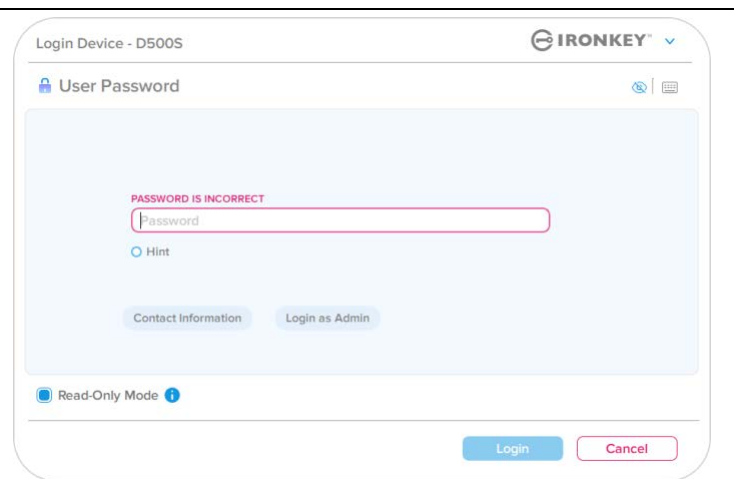 Login Device - D500S
IRONKEY™
User Password
PASSWORD IS INCORRECT
Password
Hint
Contact Information
Login as Admin
Read-Only Mode
Login
Cancel